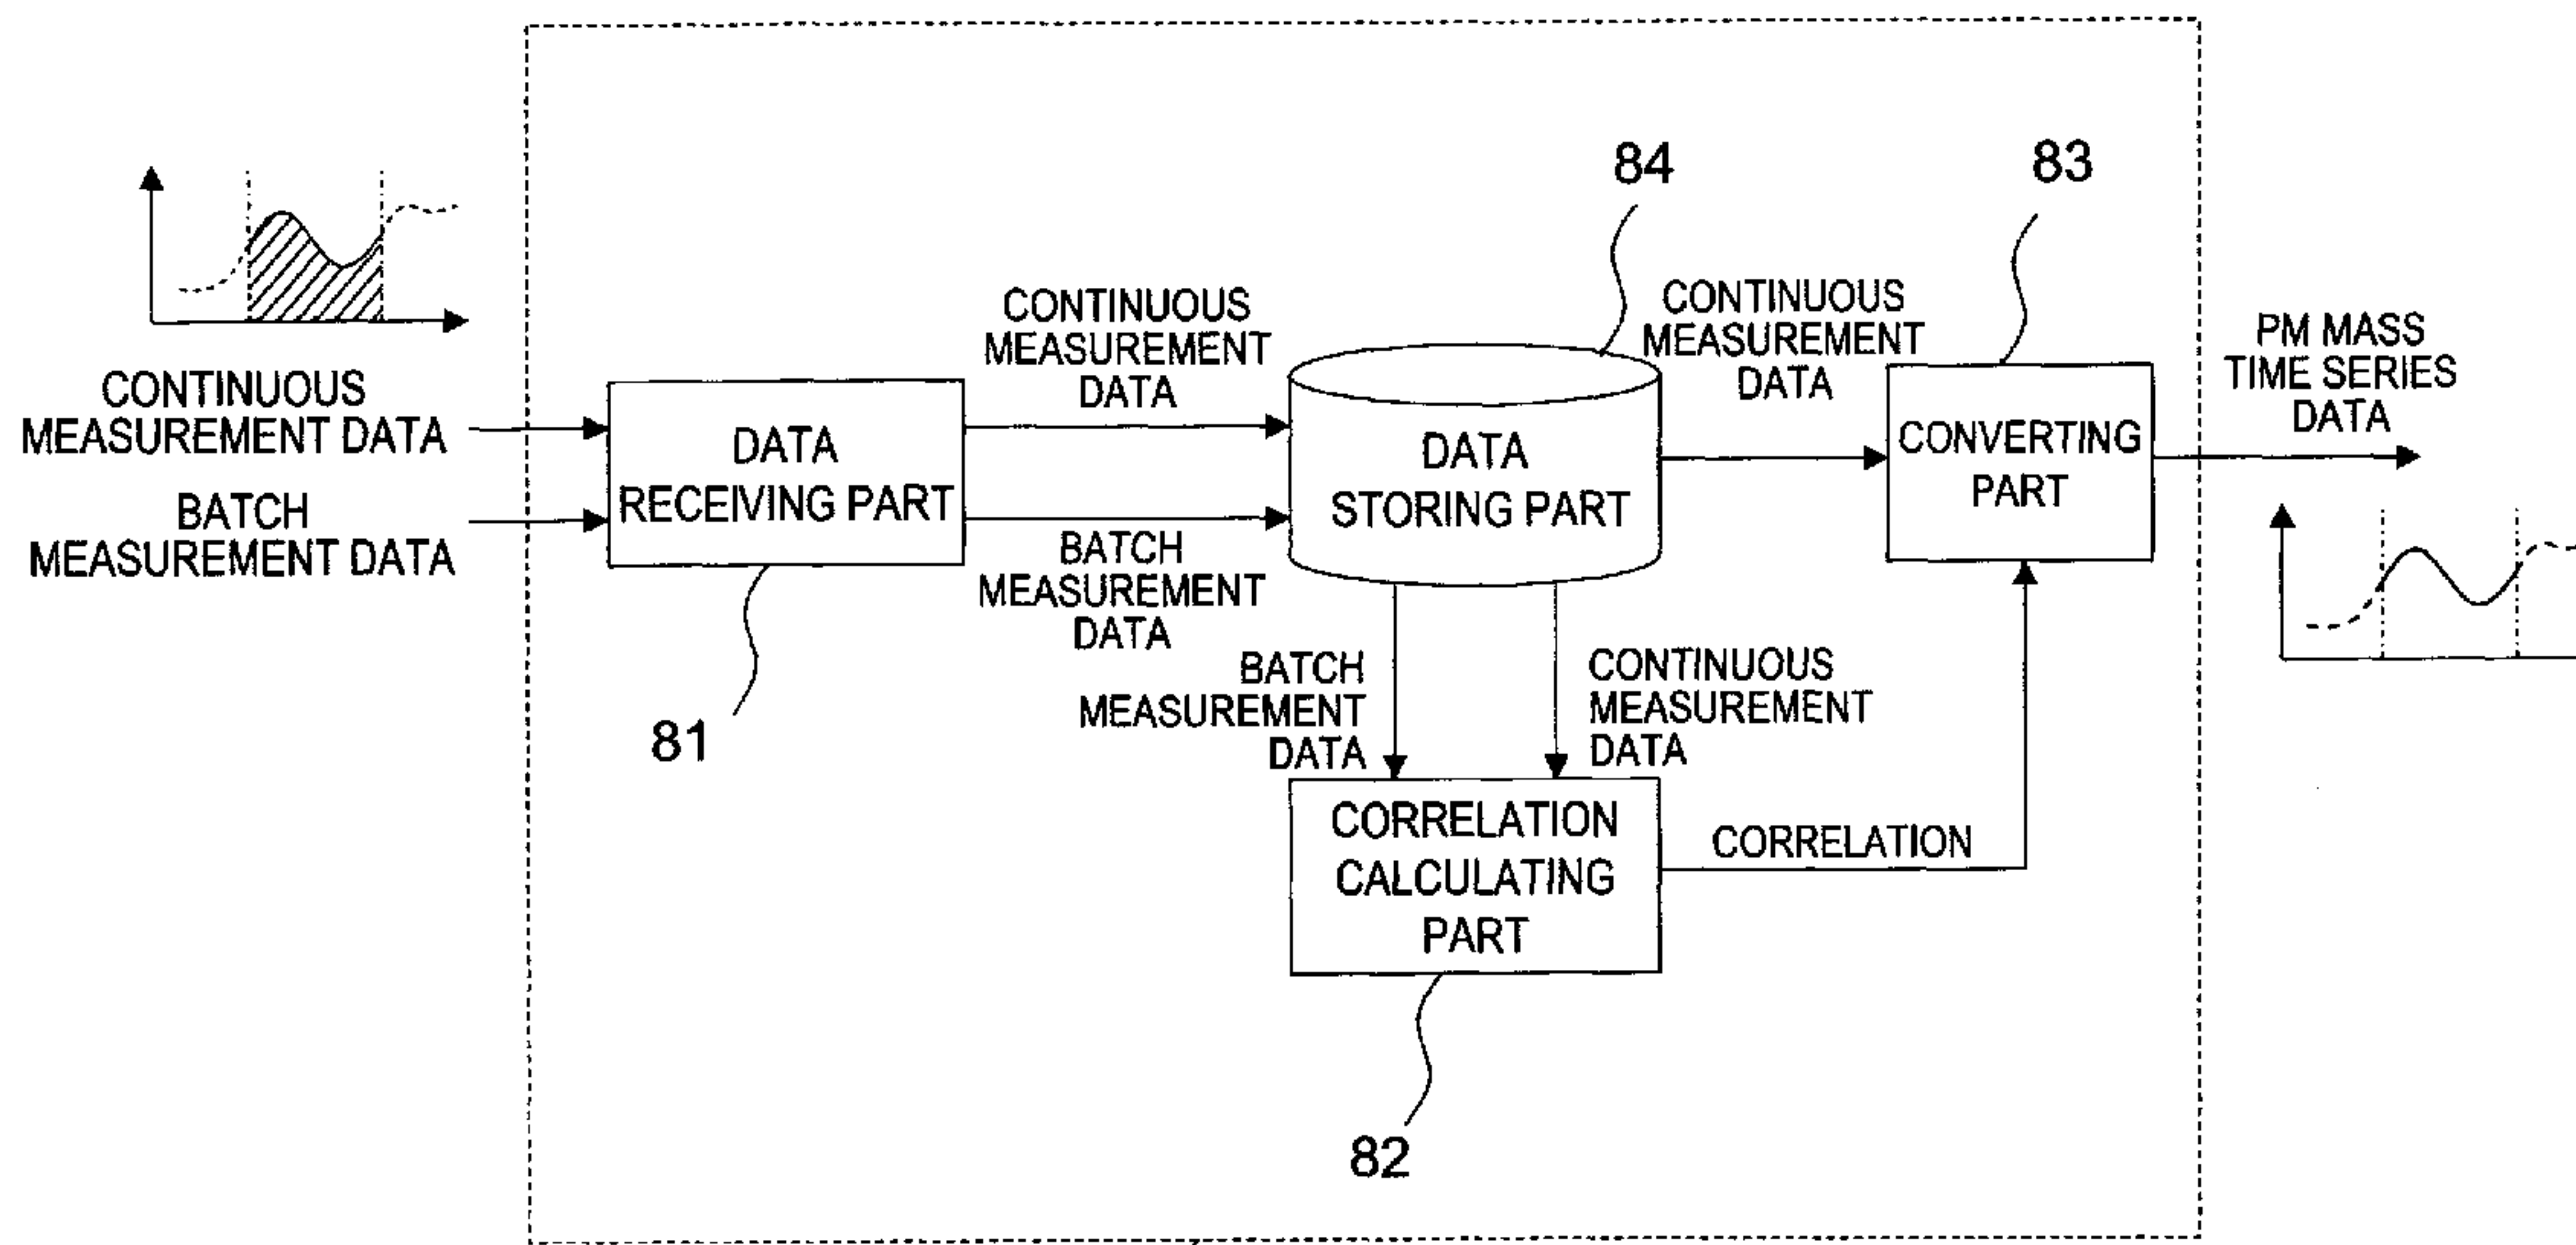 84
83
CONTINUOUS
MEASUREMENT
DATA
CONTINUOUS
MEASUREMENT
DATA
PM MASS
TIME SERIES
DATA
CONTINUOUS
MEASUREMENT DATA
BATCH
MEASUREMENT DATA
DATA
RECEIVING PART
DATA
STORING PART
CONVERTING
PART
BATCH
MEASUREMENT
DATA
81
BATCH
MEASUREMENT
DATA
CONTINUOUS
MEASUREMENT
DATA
CORRELATION
CALCULATING
PART
CORRELATION
82